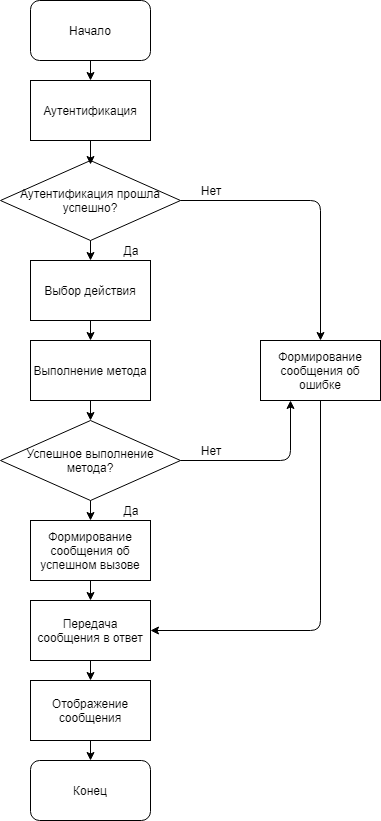 Начало
Аутентификация
Аутентификация прошла
успешно?
Нет
Да
Выбор действия
Выполнение метода
Формирование
сообщения об
ошибке
Успешное выполнение
метода?
Нет
Да
Формирование
сообщения об
успешном вызове
Передача
сообщения в ответ
Отображение
сообщения
Конец